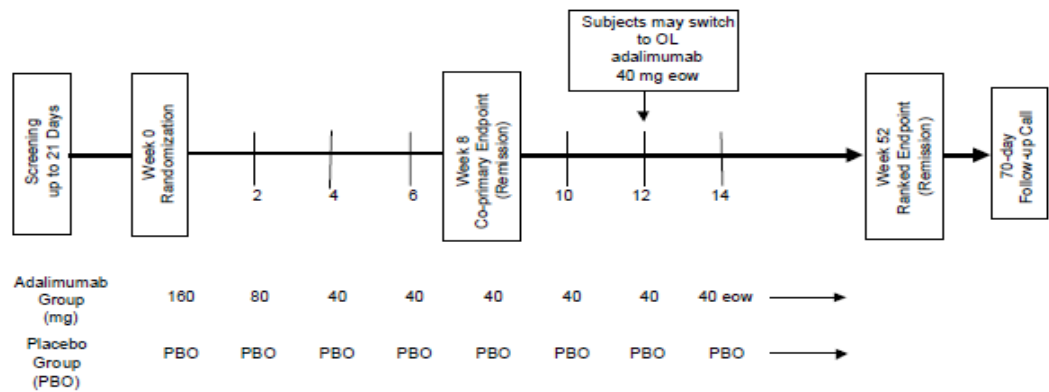 Subjects may switch
to OL
adalimumab
40 mg eow
Screening
up to 21 Days
Week 0
Randomization
2
4
6
Week 8
Co-primary Endpoint
(Remission)
10
12
14
Week 52
Ranked Endpoint
(Remission)
70-day
Follow-up Call
Adalimumab
Group
(mg)
160 80 40 40 40 40 40 40 eow
Placebo
Group
(PBO)
PBO PBO PBO PBO PBO PBO PBO PBO